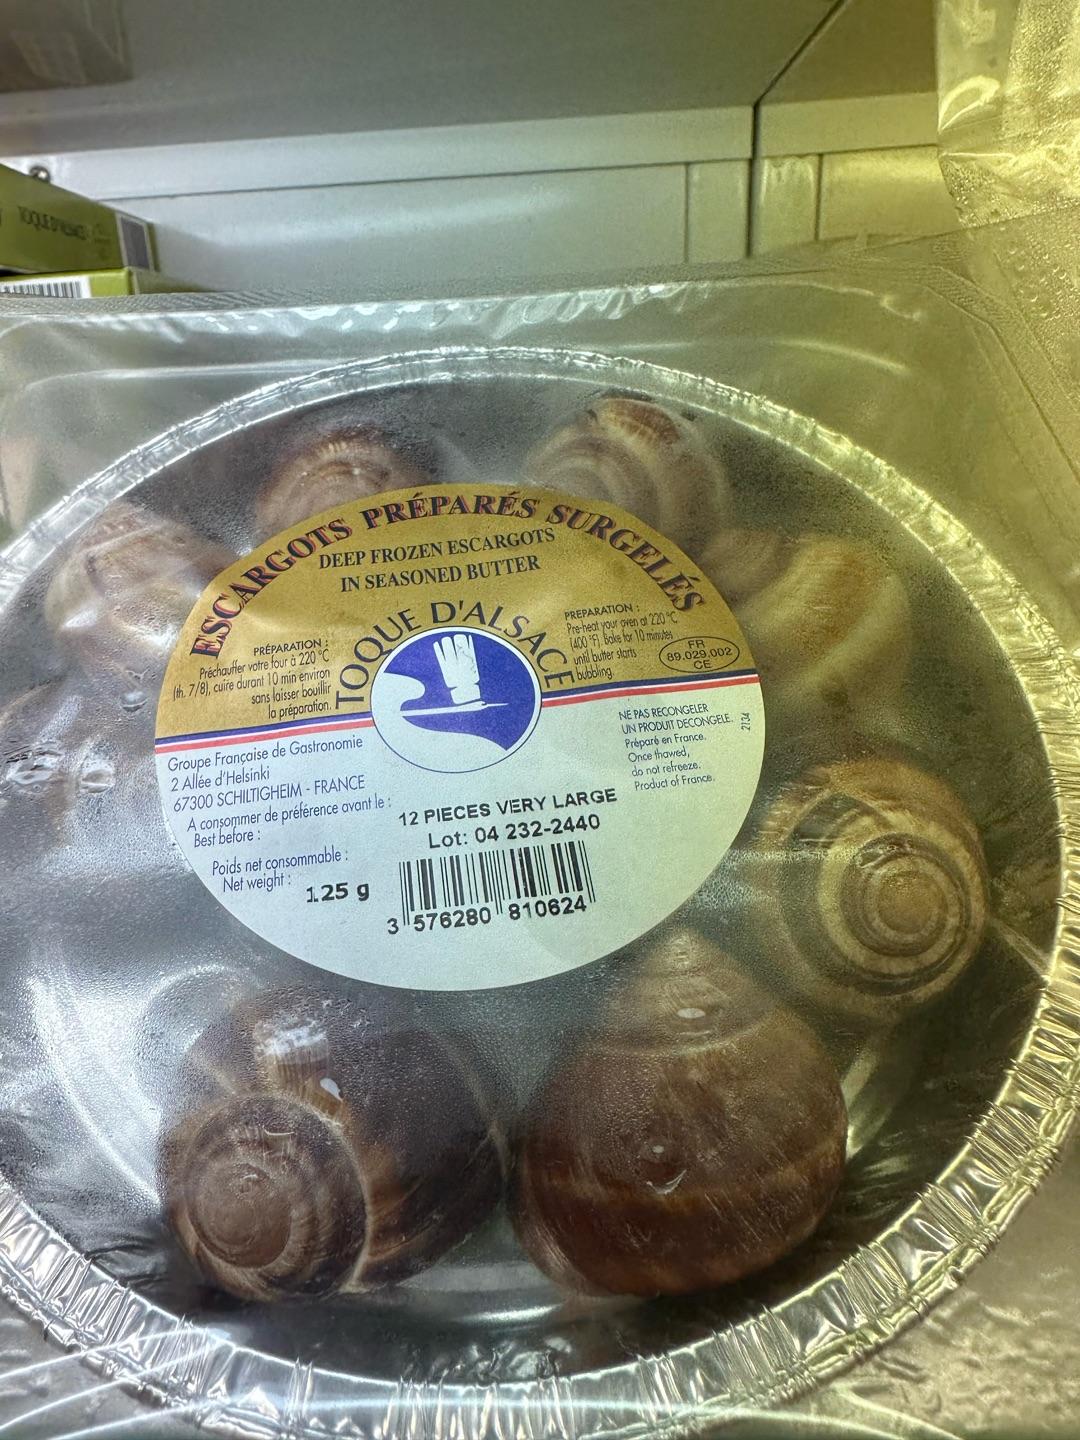 TOQUE D'ALSACE
ESCARGOTS PRÉPARÉS SURGELÉS
DEEP FROZEN ESCARGOTS
IN SEASONED BUTTER
TOQUE D'ALSACE
PRÉPARATION :
Préchauffer votre four à 220 °C
(th. 7/8), cuire durant 10 min environ
sans laisser bouillir
la préparation.
PREPARATION :
Pre-heat your oven at 220 °C
(400 °F). Bake for 10 minutes
until butter starts
bubbling.
FR
89.029.002
CE
Groupe Française de Gastronomie
2 Allée d'Helsinki
67300 SCHILTIGHEIM - FRANCE
A consommer de préférence avant le :
Best before :
NE PAS RECONGELER
UN PRODUIT DECONGELE.
Préparé en France.
Once thawed,
do not refreeze.
Product of France.
2134
12 PIECES VERY LARGE
Lot: 04 232-2440
Poids net consommable :
Net weight :
125 g
3 576280 810624